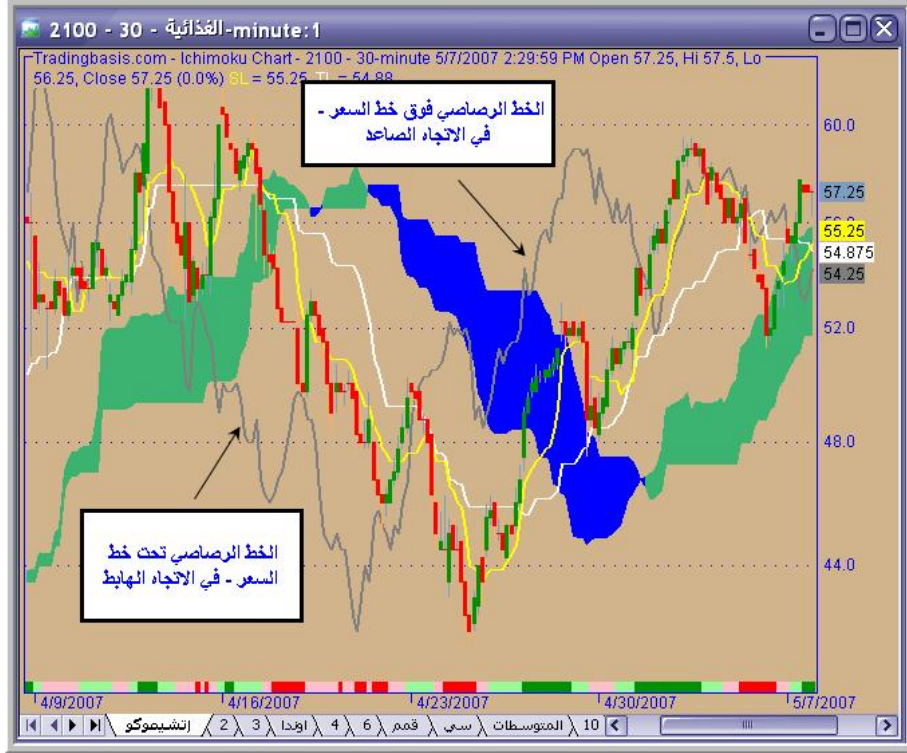 2100 - 30 - الغذائية-minute:1
Tradingbasis.com - Ichimoku Chart - 2100 - 30-minute 5/7/2007 2:29:59 PM Open 57.25, Hi 57.5, Lo
56.25, Close 57.25 (0.0%) SL = 55.25, TL = 54.88
الخط الرصاصي فوق خط السعر -
في الاتجاه الصاعد
60.0
57.25
55.25
54.875
54.25
52.0
48.0
الخط الرصاصي تحت خط
السعر - في الاتجاه الهابط
44.0
4/9/2007 4/16/2007 4/23/2007 4/30/2007 5/7/2007
إتشيموكو 2 3 اوندا 4 6 قمم سي المتوسطات 10